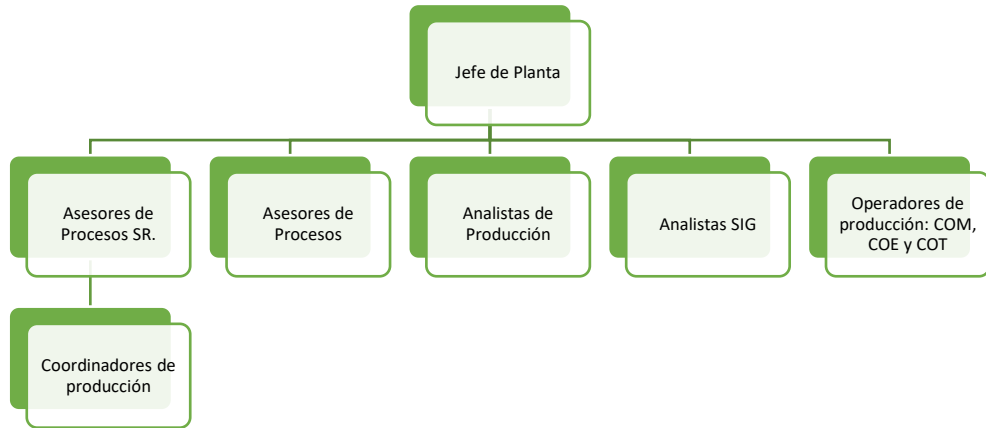 Jefe de Planta
Asesores de
Procesos SR.
Asesores de
Procesos
Analistas de
Producción
Analistas SIG
Operadores de
producción: COM,
COE y COT
Coordinadores de
producción